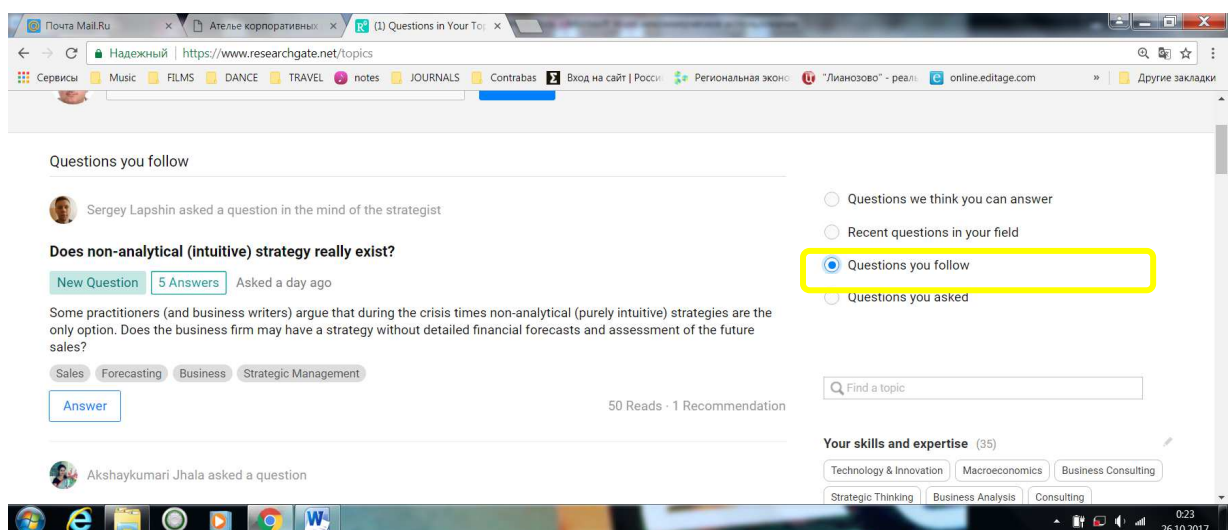 Почта Mail.Ru
Ателье корпоративных
(1) Questions in Your Top
Надежный https://www.researchgate.net/topics
Сервисы Music FILMS DANCE TRAVEL notes JOURNALS Contrabas Вход на сайт | Росси Региональная эконо "Лианозово" - реаль online.editage.com » Другие закладки
Questions you follow
Sergey Lapshin asked a question in the mind of the strategist
Does non-analytical (intuitive) strategy really exist?
New Question 5 Answers Asked a day ago
Some practitioners (and business writers) argue that during the crisis times non-analytical (purely intuitive) strategies are the
only option. Does the business firm may have a strategy without detailed financial forecasts and assessment of the future
sales?
Sales Forecasting Business Strategic Management
Answer 50 Reads · 1 Recommendation
Akshaykumari Jhala asked a question
Questions we think you can answer
Recent questions in your field
Questions you follow
Questions you asked
Find a topic
Your skills and expertise (35)
Technology & Innovation Macroeconomics Business Consulting
Strategic Thinking Business Analysis Consulting
0:23
26.10.2017